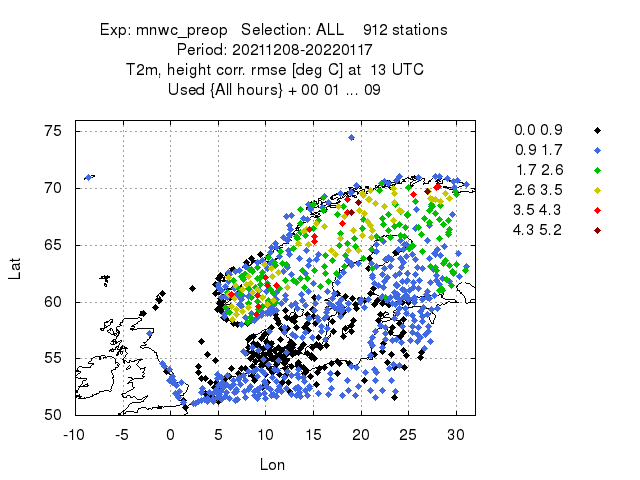 Exp: mnwc_preop   Selection: ALL    912 stations
Period: 20211208-20220117
T2m, height corr. rmse [deg C] at  13 UTC
Used {All hours} + 00 01 ... 09
75
70
65
60
55
50
-10 -5 0 5 10 15 20 25 30
Lat
Lon
0.0 0.9
0.9 1.7
1.7 2.6
2.6 3.5
3.5 4.3
4.3 5.2